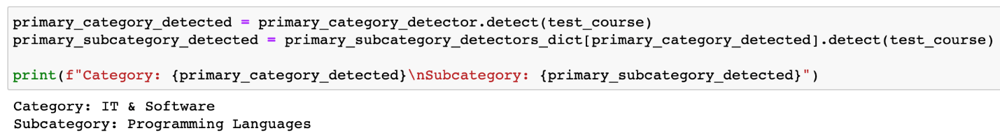 primary_category_detected = primary_category_detector.detect(test_course)
primary_subcategory_detected = primary_subcategory_detectors_dict[primary_category_detected].detect(test_course)
print(f"Category: {primary_category_detected}\nSubcategory: {primary_subcategory_detected}")
Category: IT & Software
Subcategory: Programming Languages